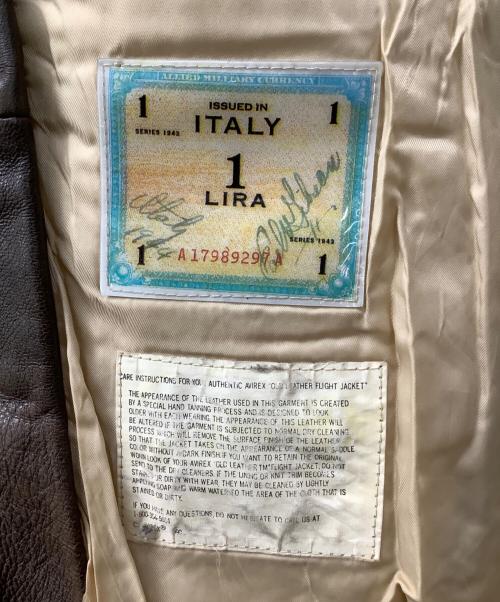 ALLIED MILITARY CURRENCY
1 ISSUED IN 1
ITALY
SERIES 1943
1
LIRA
Italy
1944
SERIES 1943
1 A17989297A 1
CARE INSTRUCTIONS FOR YOU AUTHENTIC AVIREX "OLD LEATHER FLIGHT JACKET"
THE APPEARANCE OF THE LEATHER USED IN THIS GARMENT IS CREATED
BY A SPECIAL HAND TANNING PROCESS AND IS DESIGNED TO LOOK
OLDER WITH EACH WEARING THE APPEARANCE OF THIS LEATHER WILL
BE ALTERED IF THE GARMENT IS SUBJECTED TO NORMAL DRY CLEANING
PROCESS WHICH WILL REMOVE THE SURFACE FINISH OF THE LEATHER
SO THAT THE JACKET TAKES ON THE APPEARANCE OF A NORMAL SADDLE
COLOR WITHOUT A DARK FINISH IF YOU WANT TO RETAIN THE ORIGINAL
WORN LOOK OF YOUR AVIREX "OLD LEATHER TM" FLIGHT JACKET, DO NOT
SEND TO THE DRY CLEANERS. IF THE LINING OR KNIT TRIM BECOMES
STAINED OR DIRTY WITH WEAR, THEY MAY BE CLEANED BY LIGHTLY
APPLYING SOAP AND WARM WATER TO THE AREA OF THE CLOTH THAT IS
STAINED OR DIRTY.
IF YOU HAVE ANY QUESTIONS, DO NOT HESITATE TO CALL US AT